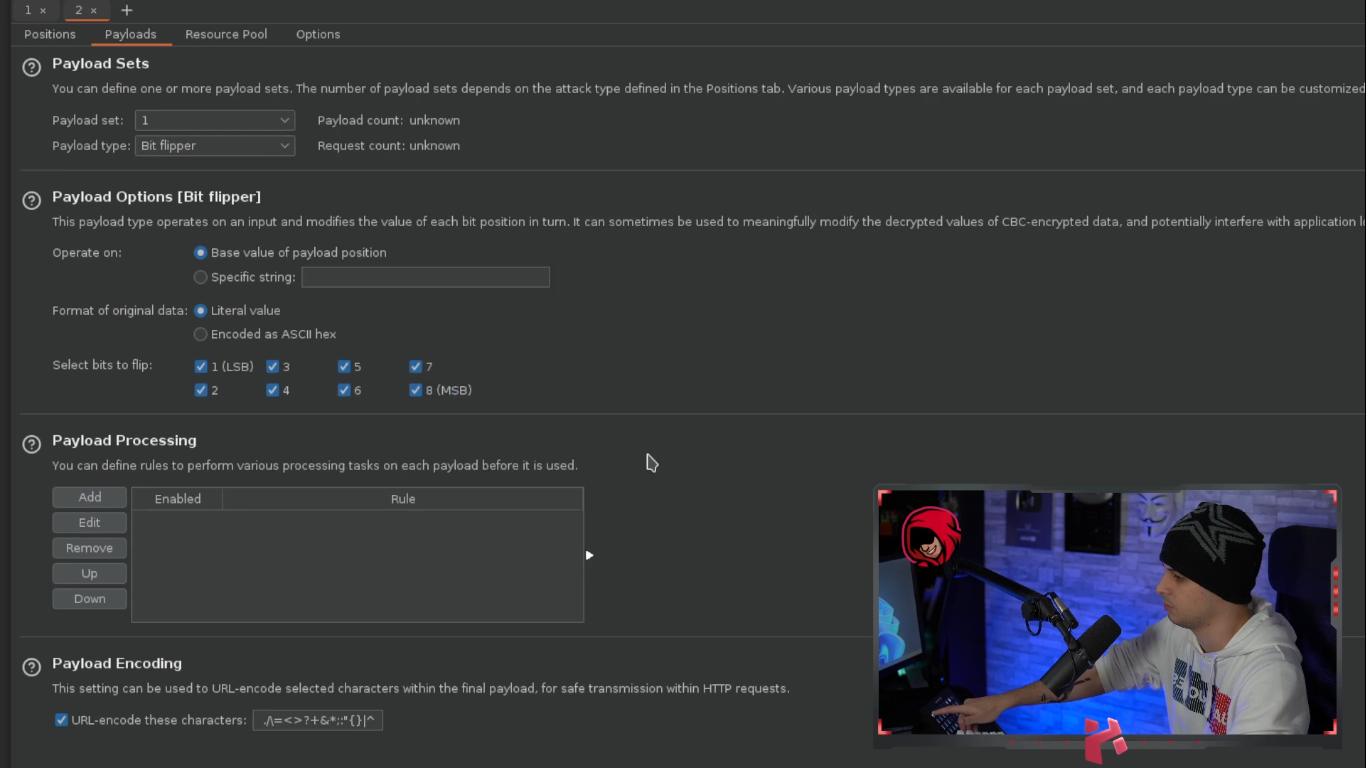 1 × 2 × +
Positions Payloads Resource Pool Options
Payload Sets
You can define one or more payload sets. The number of payload sets depends on the attack type defined in the Positions tab. Various payload types are available for each payload set, and each payload type can be customized
Payload set: 1 Payload count: unknown
Payload type: Bit flipper Request count: unknown
Payload Options [Bit flipper]
This payload type operates on an input and modifies the value of each bit position in turn. It can sometimes be used to meaningfully modify the decrypted values of CBC-encrypted data, and potentially interfere with application l
Operate on: Base value of payload position
Specific string:
Format of original data: Literal value
Encoded as ASCII hex
Select bits to flip: 1 (LSB) 3 5 7
2 4 6 8 (MSB)
Payload Processing
You can define rules to perform various processing tasks on each payload before it is used.
Add Enabled Rule
Edit
Remove
Up
Down
Payload Encoding
This setting can be used to URL-encode selected characters within the final payload, for safe transmission within HTTP requests.
URL-encode these characters: ./\=<>?+&*;:"{}|^